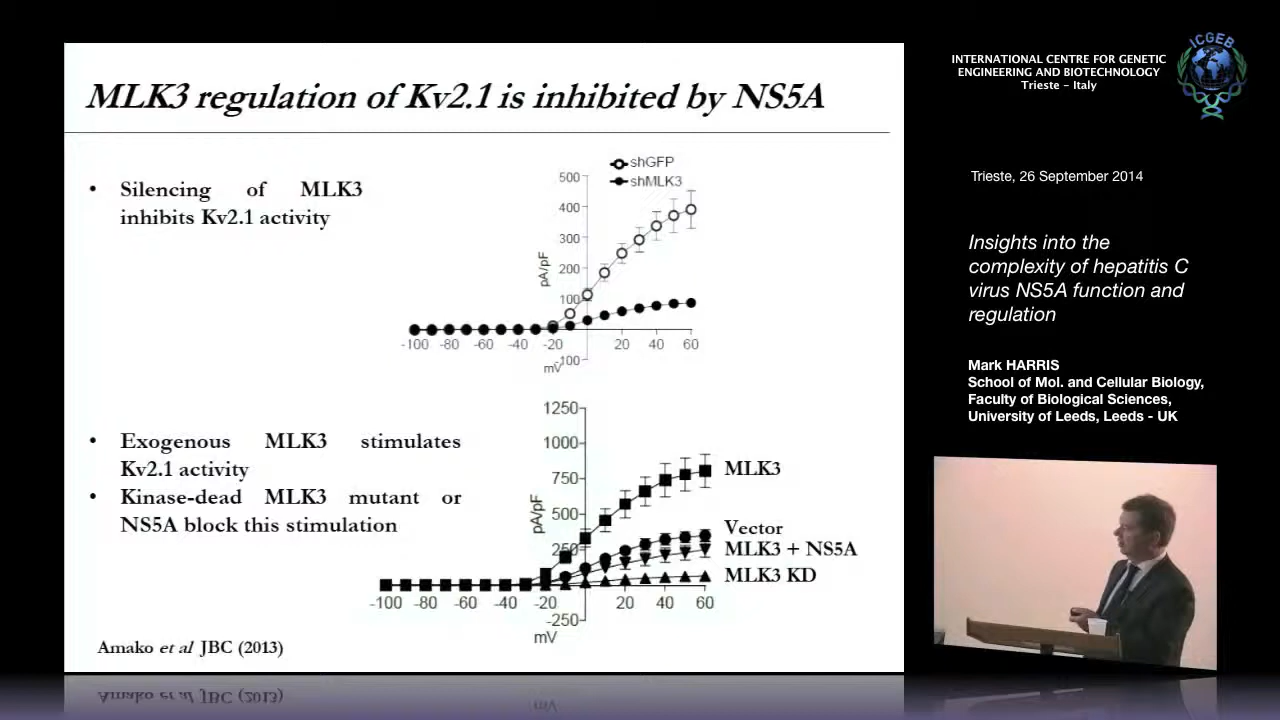 MLK3 regulation of Kv2.1 is inhibited by NS5A
• Silencing of MLK3
inhibits Kv2.1 activity
shGFP
shMLK3
500
400
300
200
100
-100
pA/pF
-100 -80 -60 -40 -20 20 40 60
mV
• Exogenous MLK3 stimulates
Kv2.1 activity
• Kinase-dead MLK3 mutant or
NS5A block this stimulation
1250
1000
750
500
250
-250
pA/pF
MLK3
Vector
MLK3 + NS5A
MLK3 KD
-100 -80 -60 -40 -20 20 40 60
mV
Amako et al JBC (2013)
INTERNATIONAL CENTRE FOR GENETIC
ENGINEERING AND BIOTECHNOLOGY
Trieste – Italy
ICGEB
Trieste, 26 September 2014
Insights into the
complexity of hepatitis C
virus NS5A function and
regulation
Mark HARRIS
School of Mol. and Cellular Biology,
Faculty of Biological Sciences,
University of Leeds, Leeds - UK